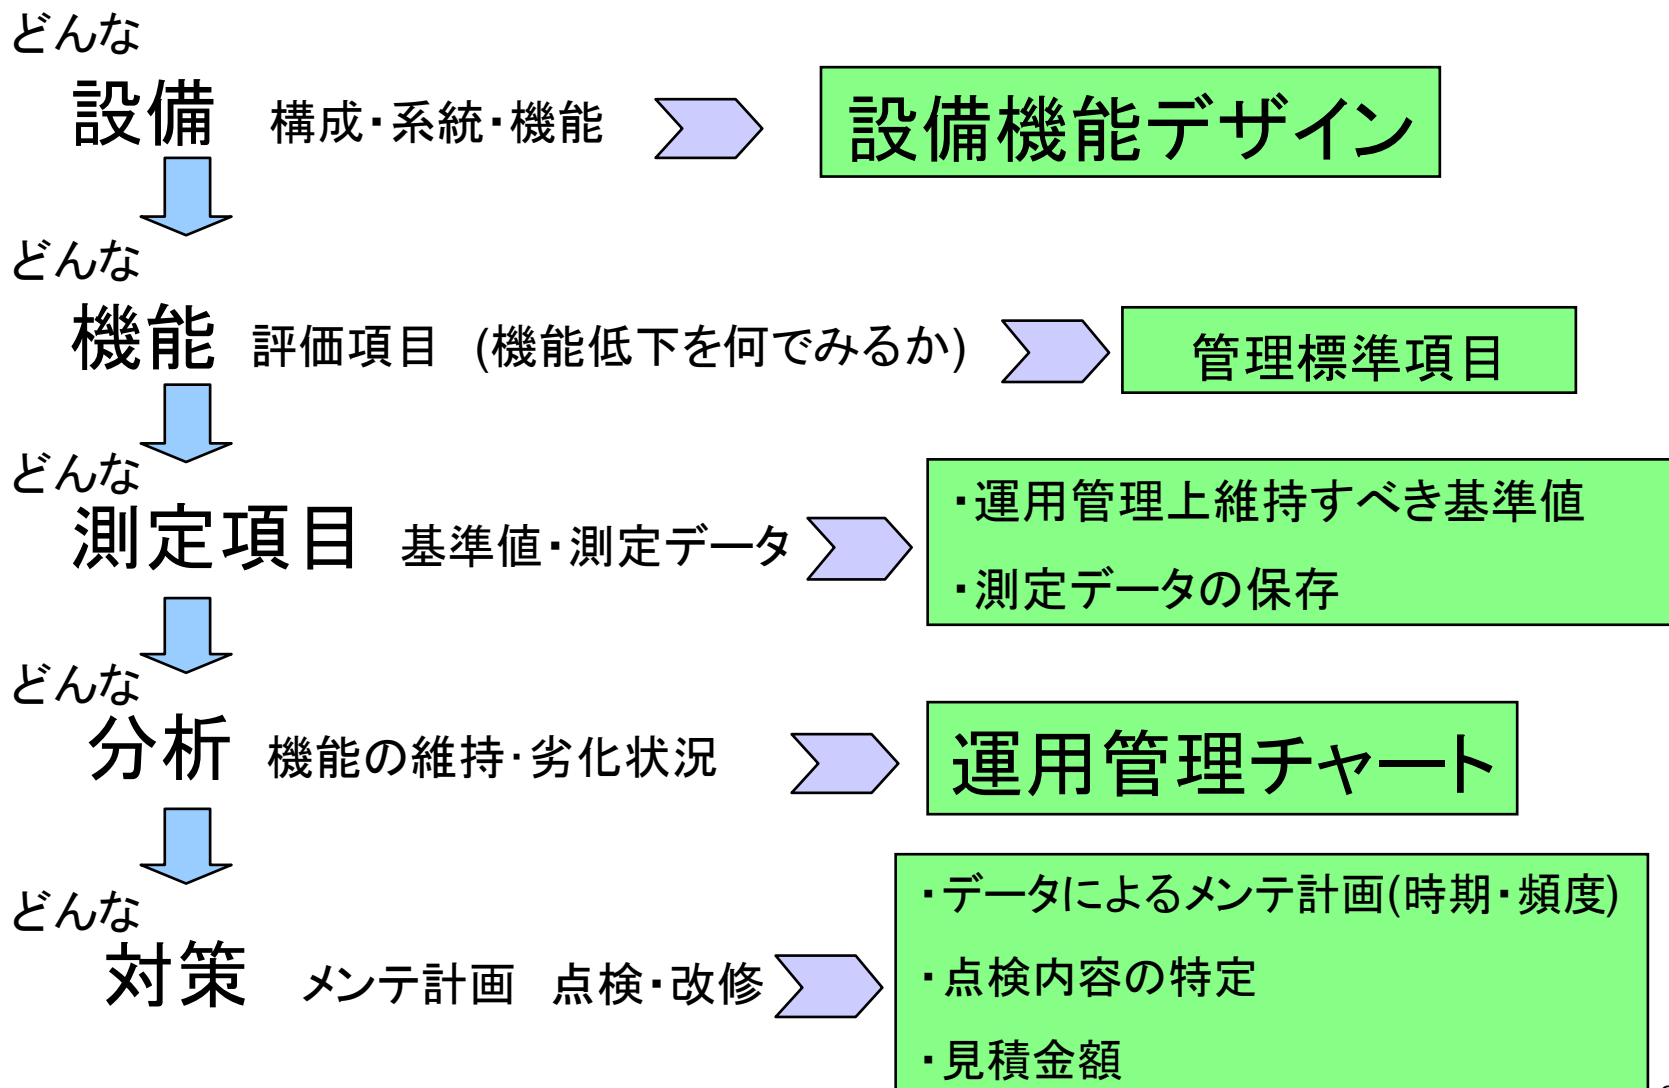 どんな
設備 構成・系統・機能 設備機能デザイン
どんな
機能 評価項目 (機能低下を何でみるか) 管理標準項目
どんな
測定項目 基準値・測定データ
・運用管理上維持すべき基準値
・測定データの保存
どんな
分析 機能の維持・劣化状況 運用管理チャート
どんな
対策 メンテ計画 点検・改修
・データによるメンテ計画(時期・頻度)
・点検内容の特定
・見積金額